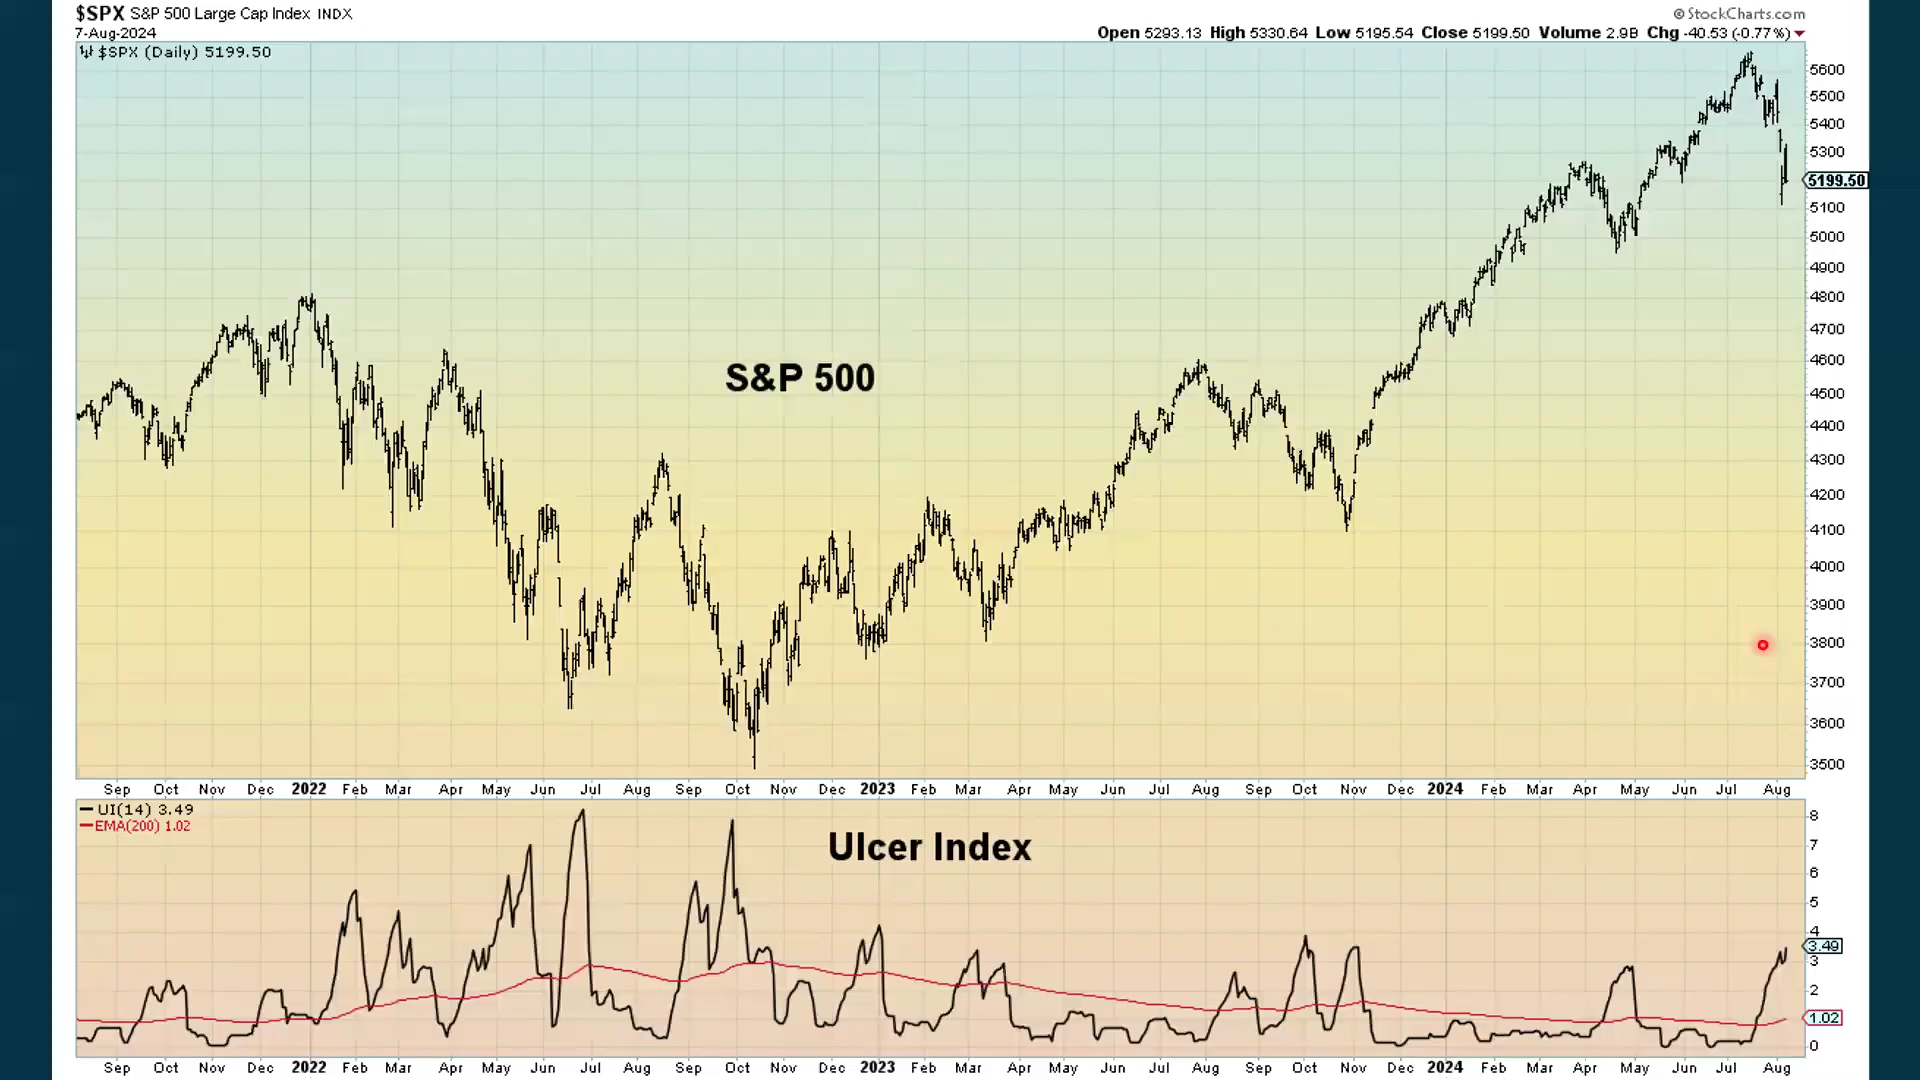 $SPX S&P 500 Large Cap Index INDX
© StockCharts.com
7-Aug-2024
Open 5293.13 High 5330.64 Low 5195.54 Close 5199.50 Volume 2.9B Chg -40.53 (-0.77%)
$SPX (Daily) 5199.50
5600
5500
5400
5300
5199.50
5100
5000
4900
4800
4700
4600
S&P 500
4500
4400
4300
4200
4100
4000
3900
3800
3700
3600
3500
Sep Oct Nov Dec 2022 Feb Mar Apr May Jun Jul Aug Sep Oct Nov Dec 2023 Feb Mar Apr May Jun Jul Aug Sep Oct Nov Dec 2024 Feb Mar Apr May Jun Jul Aug
UI(14) 3.49
EMA(200) 1.02
Ulcer Index
8
7
6
5
4
3.49
3
2
1.02
0
Sep Oct Nov Dec 2022 Feb Mar Apr May Jun Jul Aug Sep Oct Nov Dec 2023 Feb Mar Apr May Jun Jul Aug Sep Oct Nov Dec 2024 Feb Mar Apr May Jun Jul Aug